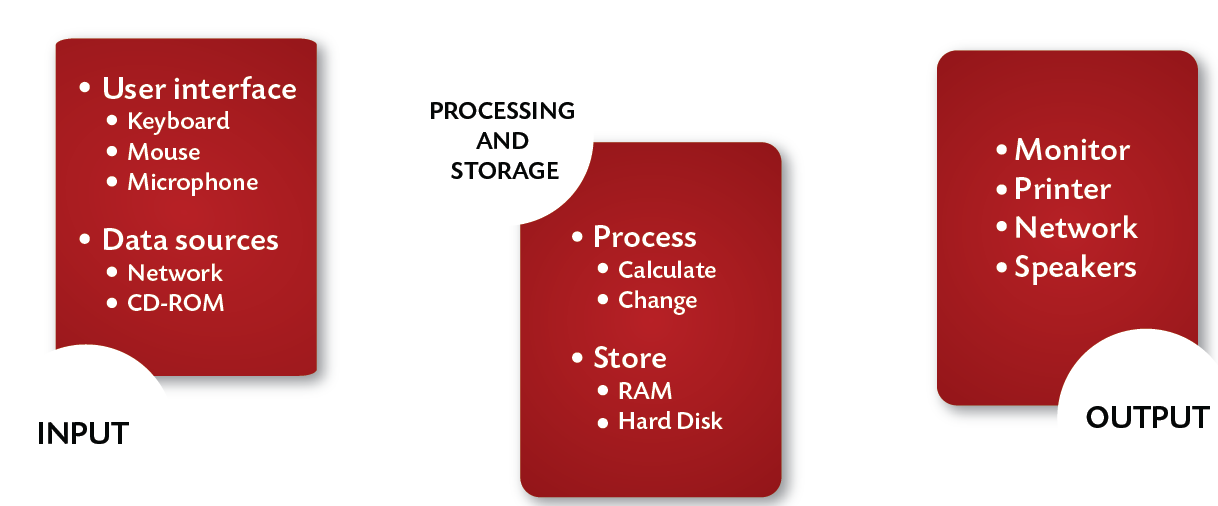 • User interface
• Keyboard
• Mouse
• Microphone
• Data sources
• Network
• CD-ROM
INPUT
PROCESSING
AND
STORAGE
• Process
• Calculate
• Change
• Store
• RAM
• Hard Disk
• Monitor
• Printer
• Network
• Speakers
OUTPUT